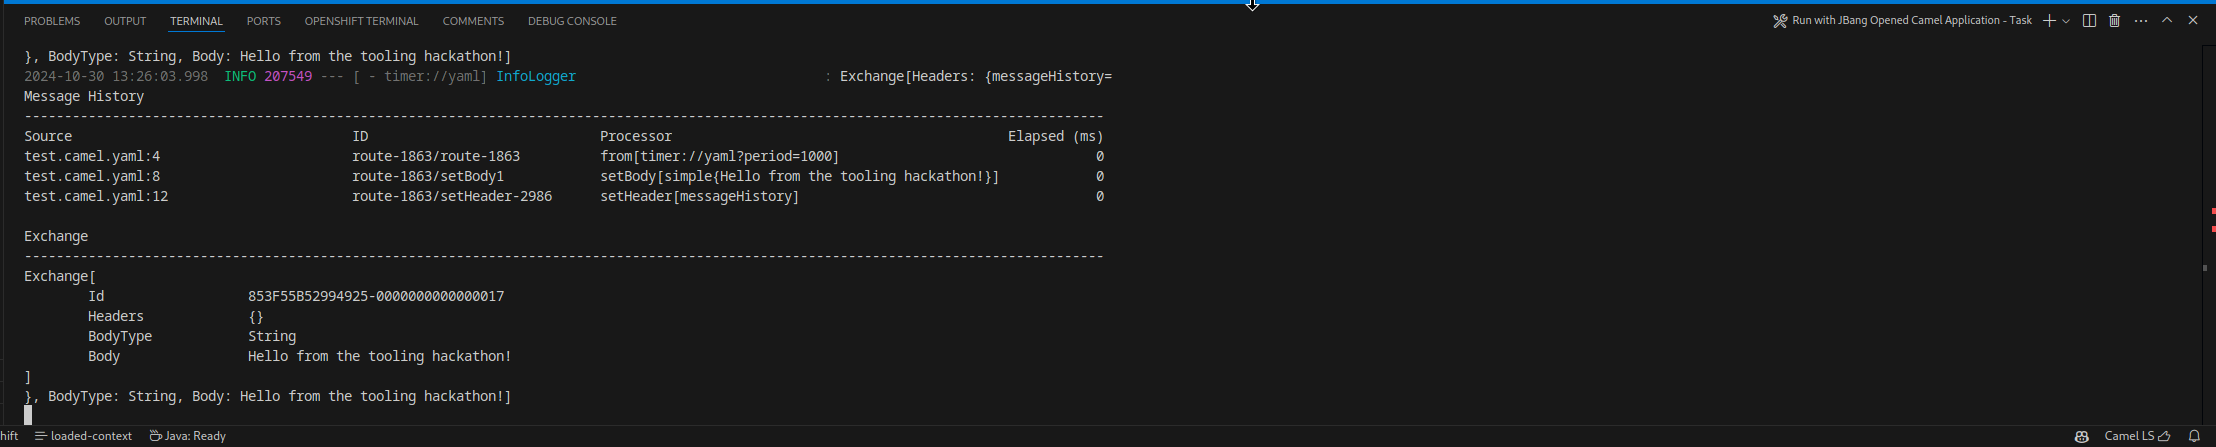 PROBLEMS OUTPUT TERMINAL PORTS OPENSHIFT TERMINAL COMMENTS DEBUG CONSOLE Run with JBang Opened Camel Application - Task
}, BodyType: String, Body: Hello from the tooling hackathon!]
2024-10-30 13:26:03.998 INFO 207549 --- [ - timer://yaml] InfoLogger : Exchange[Headers: {messageHistory=
Message History
---------------------------------------------------------------------------------------------------------------------------------------
Source ID Processor Elapsed (ms)
test.camel.yaml:4 route-1863/route-1863 from[timer://yaml?period=1000] 0
test.camel.yaml:8 route-1863/setBody1 setBody[simple{Hello from the tooling hackathon!}] 0
test.camel.yaml:12 route-1863/setHeader-2986 setHeader[messageHistory] 0
Exchange
---------------------------------------------------------------------------------------------------------------------------------------
Exchange[
Id 853F55B52994925-0000000000000017
Headers {}
BodyType String
Body Hello from the tooling hackathon!
]
}, BodyType: String, Body: Hello from the tooling hackathon!]
hift loaded-context Java: Ready Camel LS